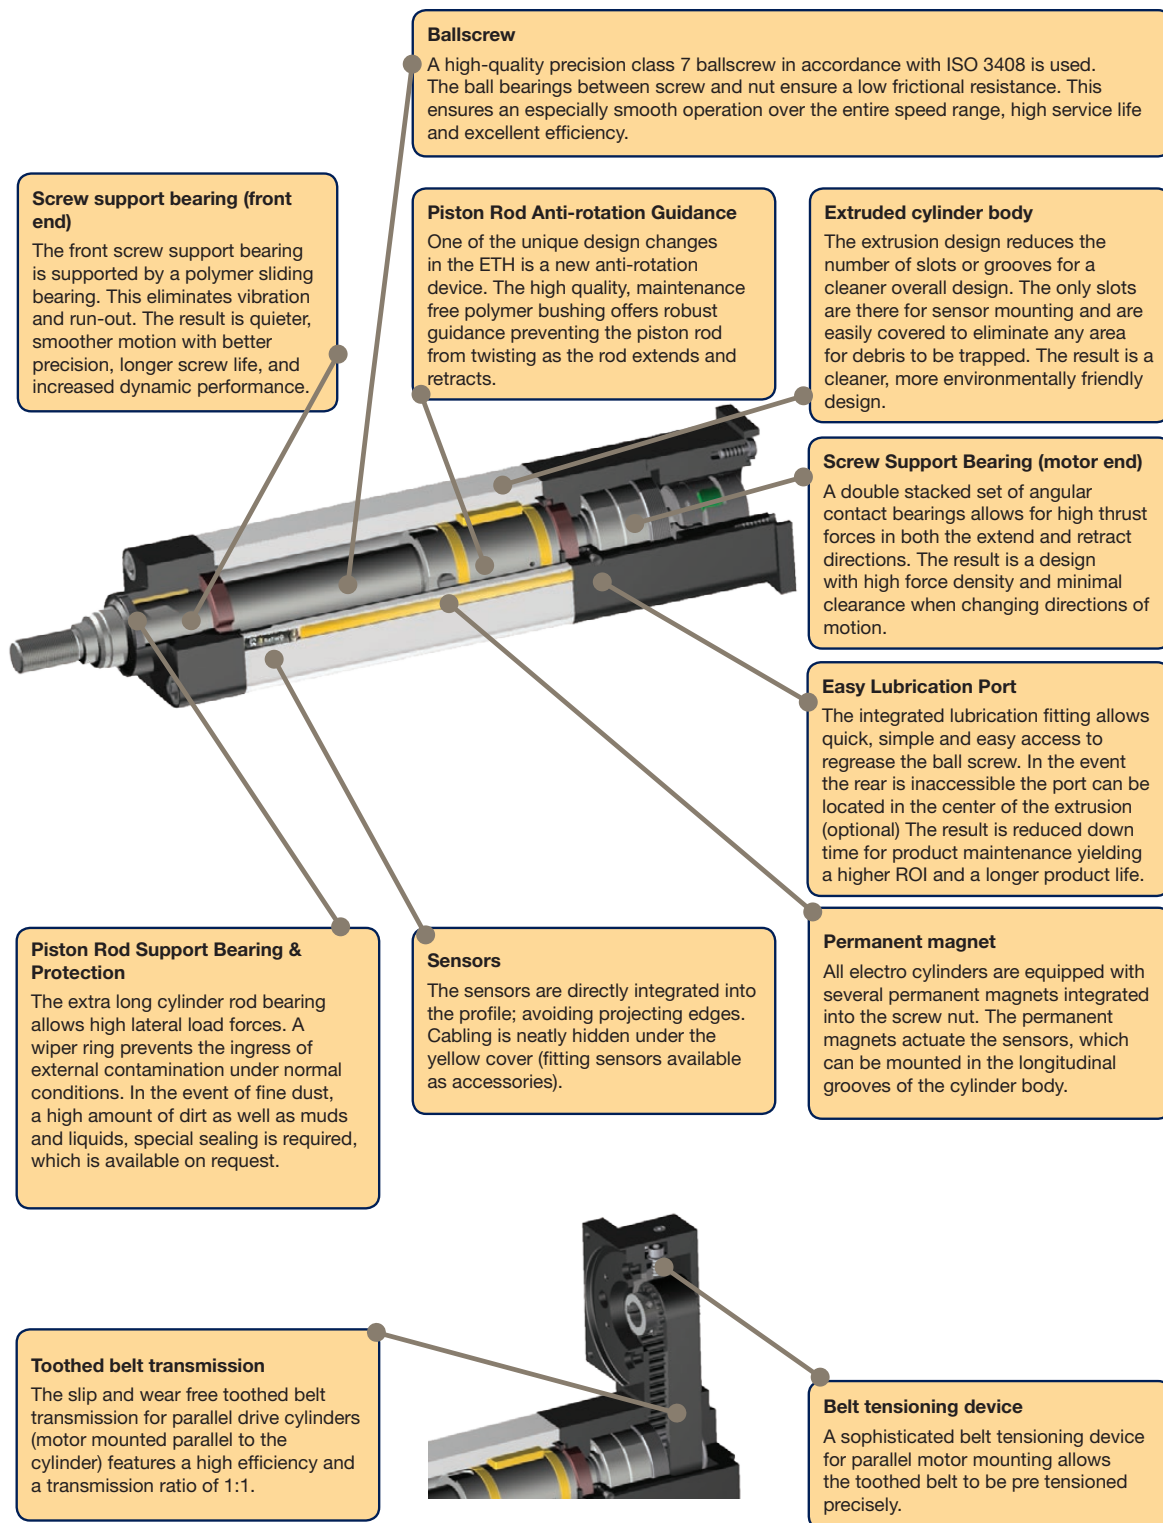 Ballscrew
A high-quality precision class 7 ballscrew in accordance with ISO 3408 is used.
The ball bearings between screw and nut ensure a low frictional resistance. This
ensures an especially smooth operation over the entire speed range, high service life
and excellent efficiency.
Screw support bearing (front
end)
The front screw support bearing
is supported by a polymer sliding
bearing. This eliminates vibration
and run-out. The result is quieter,
smoother motion with better
precision, longer screw life, and
increased dynamic performance.
Piston Rod Anti-rotation Guidance
One of the unique design changes
in the ETH is a new anti-rotation
device. The high quality, maintenance
free polymer bushing offers robust
guidance preventing the piston rod
from twisting as the rod extends and
retracts.
Extruded cylinder body
The extrusion design reduces the
number of slots or grooves for a
cleaner overall design. The only slots
are there for sensor mounting and are
easily covered to eliminate any area
for debris to be trapped. The result is a
cleaner, more environmentally friendly
design.
Screw Support Bearing (motor end)
A double stacked set of angular
contact bearings allows for high thrust
forces in both the extend and retract
directions. The result is a design
with high force density and minimal
clearance when changing directions of
motion.
Easy Lubrication Port
The integrated lubrication fitting allows
quick, simple and easy access to
regrease the ball screw. In the event
the rear is inaccessible the port can be
located in the center of the extrusion
(optional) The result is reduced down
time for product maintenance yielding
a higher ROI and a longer product life.
Piston Rod Support Bearing &
Protection
The extra long cylinder rod bearing
allows high lateral load forces. A
wiper ring prevents the ingress of
external contamination under normal
conditions. In the event of fine dust,
a high amount of dirt as well as muds
and liquids, special sealing is required,
which is available on request.
Sensors
The sensors are directly integrated into
the profile; avoiding projecting edges.
Cabling is neatly hidden under the
yellow cover (fitting sensors available
as accessories).
Permanent magnet
All electro cylinders are equipped with
several permanent magnets integrated
into the screw nut. The permanent
magnets actuate the sensors, which
can be mounted in the longitudinal
grooves of the cylinder body.
Toothed belt transmission
The slip and wear free toothed belt
transmission for parallel drive cylinders
(motor mounted parallel to the
cylinder) features a high efficiency and
a transmission ratio of 1:1.
Belt tensioning device
A sophisticated belt tensioning device
for parallel motor mounting allows
the toothed belt to be pre tensioned
precisely.